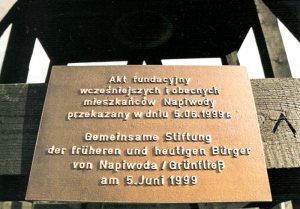 Akt fundacyjny
wcześniejszych i obecnych
mieszkańców Napiwody
przekazany w dniu 5.06.1999r.
Gemeinsame Stiftung
der früheren und heutigen Bürger
von Napiwoda / Grünfließ
am 5. Juni 1999